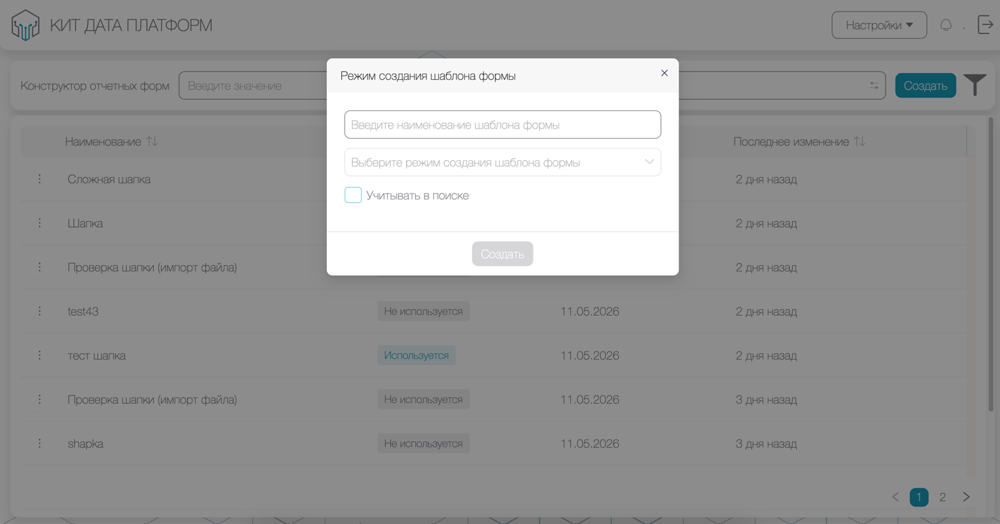 КИТ ДАТА ПЛАТФОРМ
Настройки
Режим создания шаблона формы
Конструктор отчетных форм
Введите значение
Создать
Введите наименование шаблона формы
Выберите режим создания шаблона формы
Учитывать в поиске
Создать
Наименование
Последнее изменение
Сложная шапка
2 дня назад
Шапка
2 дня назад
Проверка шапки (импорт файла)
2 дня назад
test43 Не используется 11.05.2026 2 дня назад
тест шапка Используется 11.05.2026 2 дня назад
Проверка шапки (импорт файла) Не используется 11.05.2026 3 дня назад
shapka Не используется 11.05.2026 3 дня назад
1 2